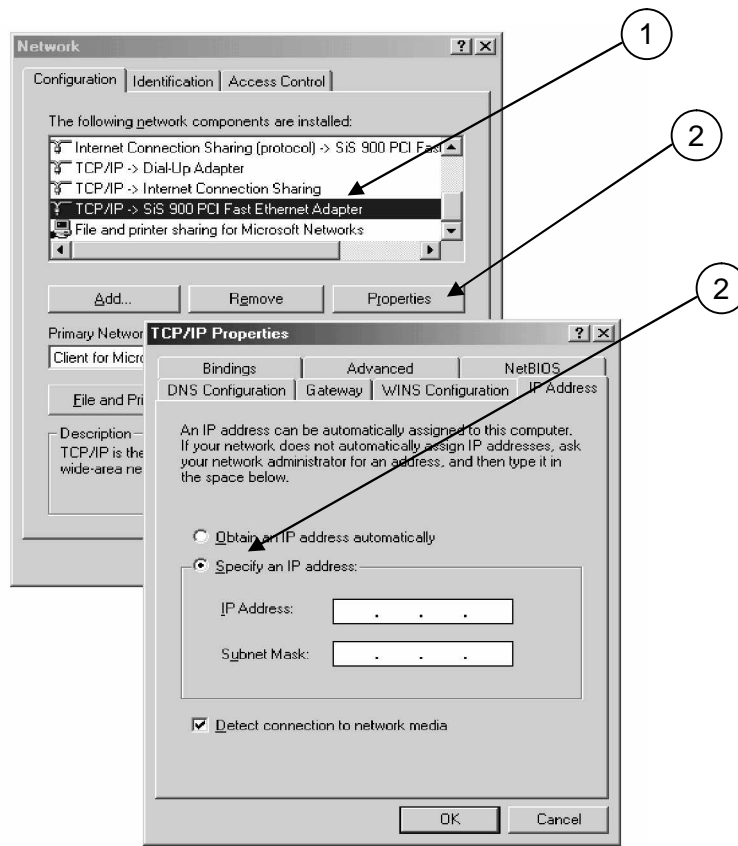 1
Network
? ×
Configuration Identification Access Control
2
The following network components are installed:
Internet Connection Sharing (protocol) -> SiS 900 PCI Fast
TCP/IP -> Dial-Up Adapter
TCP/IP -> Internet Connection Sharing
TCP/IP -> SiS 900 PCI Fast Ethernet Adapter
File and printer sharing for Microsoft Networks
2
Add... Remove Properties
Primary Networ
Client for Micro
File and Pri
Description
TCP/IP is the
wide-area ne
TCP/IP Properties
? ×
Bindings Advanced NetBIOS
DNS Configuration Gateway WINS Configuration IP Address
An IP address can be automatically assigned to this computer.
If your network does not automatically assign IP addresses, ask
your network administrator for an address, and then type it in
the space below.
Obtain an IP address automatically
Specify an IP address:
IP Address: . . .
Subnet Mask: . . .
Detect connection to network media
OK Cancel